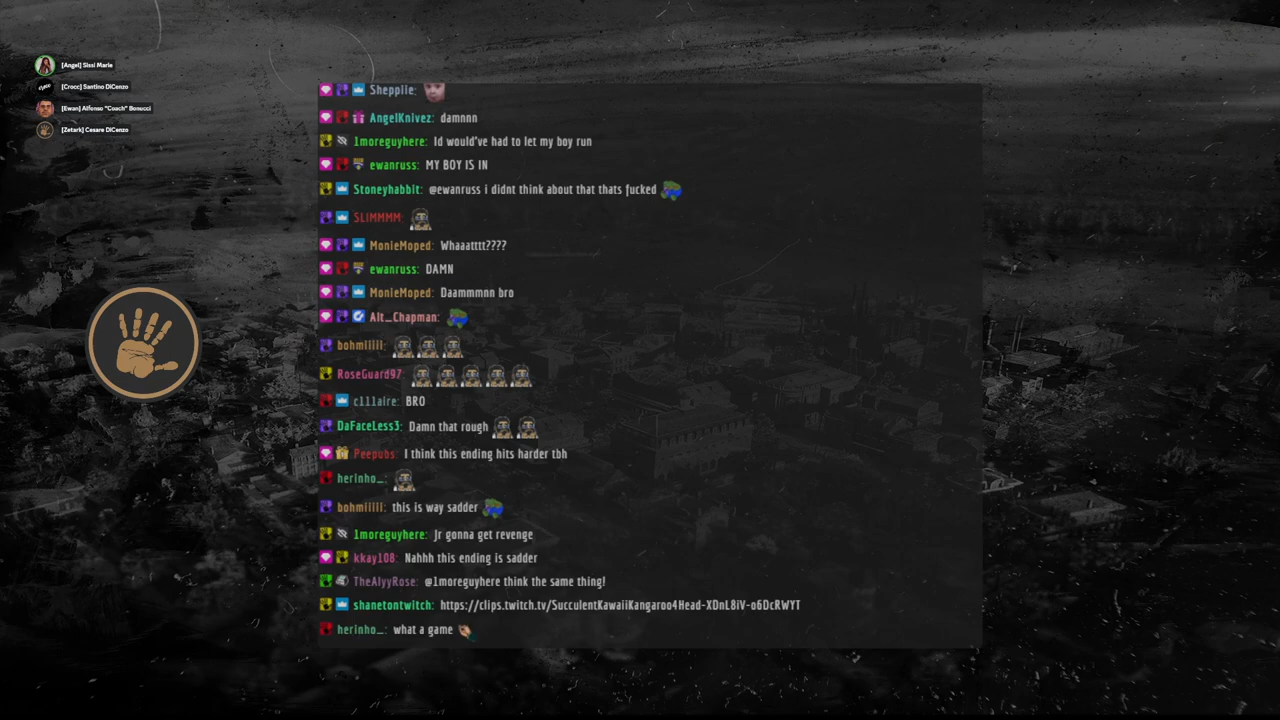 [Angel] Sissi Marie
[Crocc] Santino DiCenzo
[Ewan] Alfonso "Coach" Bonucci
[Zetark] Cesare DiCenzo
Sheppiie:
AngelKnivez: damnnn
1moreguyhere: Id would've had to let my boy run
ewanruss: MY BOY IS IN
Stoneyhabbit: @ewanruss i didnt think about that thats fucked
SLIMMMM:
MonieMoped: Whaaatttt????
ewanruss: DAMN
MonieMoped: Daammmnn bro
Alt_Chapman:
bohmiiiii:
RoseGuard97:
c111aire: BRO
DaFaceLess3: Damn that rough
Peepubs: I think this ending hits harder tbh
herinho_:
bohmiiiii: this is way sadder
1moreguyhere: Jr gonna get revenge
kkay108: Nahhh this ending is sadder
TheAlyyRose: @1moreguyhere think the same thing!
shanetontwitch: https://clips.twitch.tv/SucculentKawaiiKangaroo4Head-XDnL8iV-o6DcRWYT
herinho_: what a game